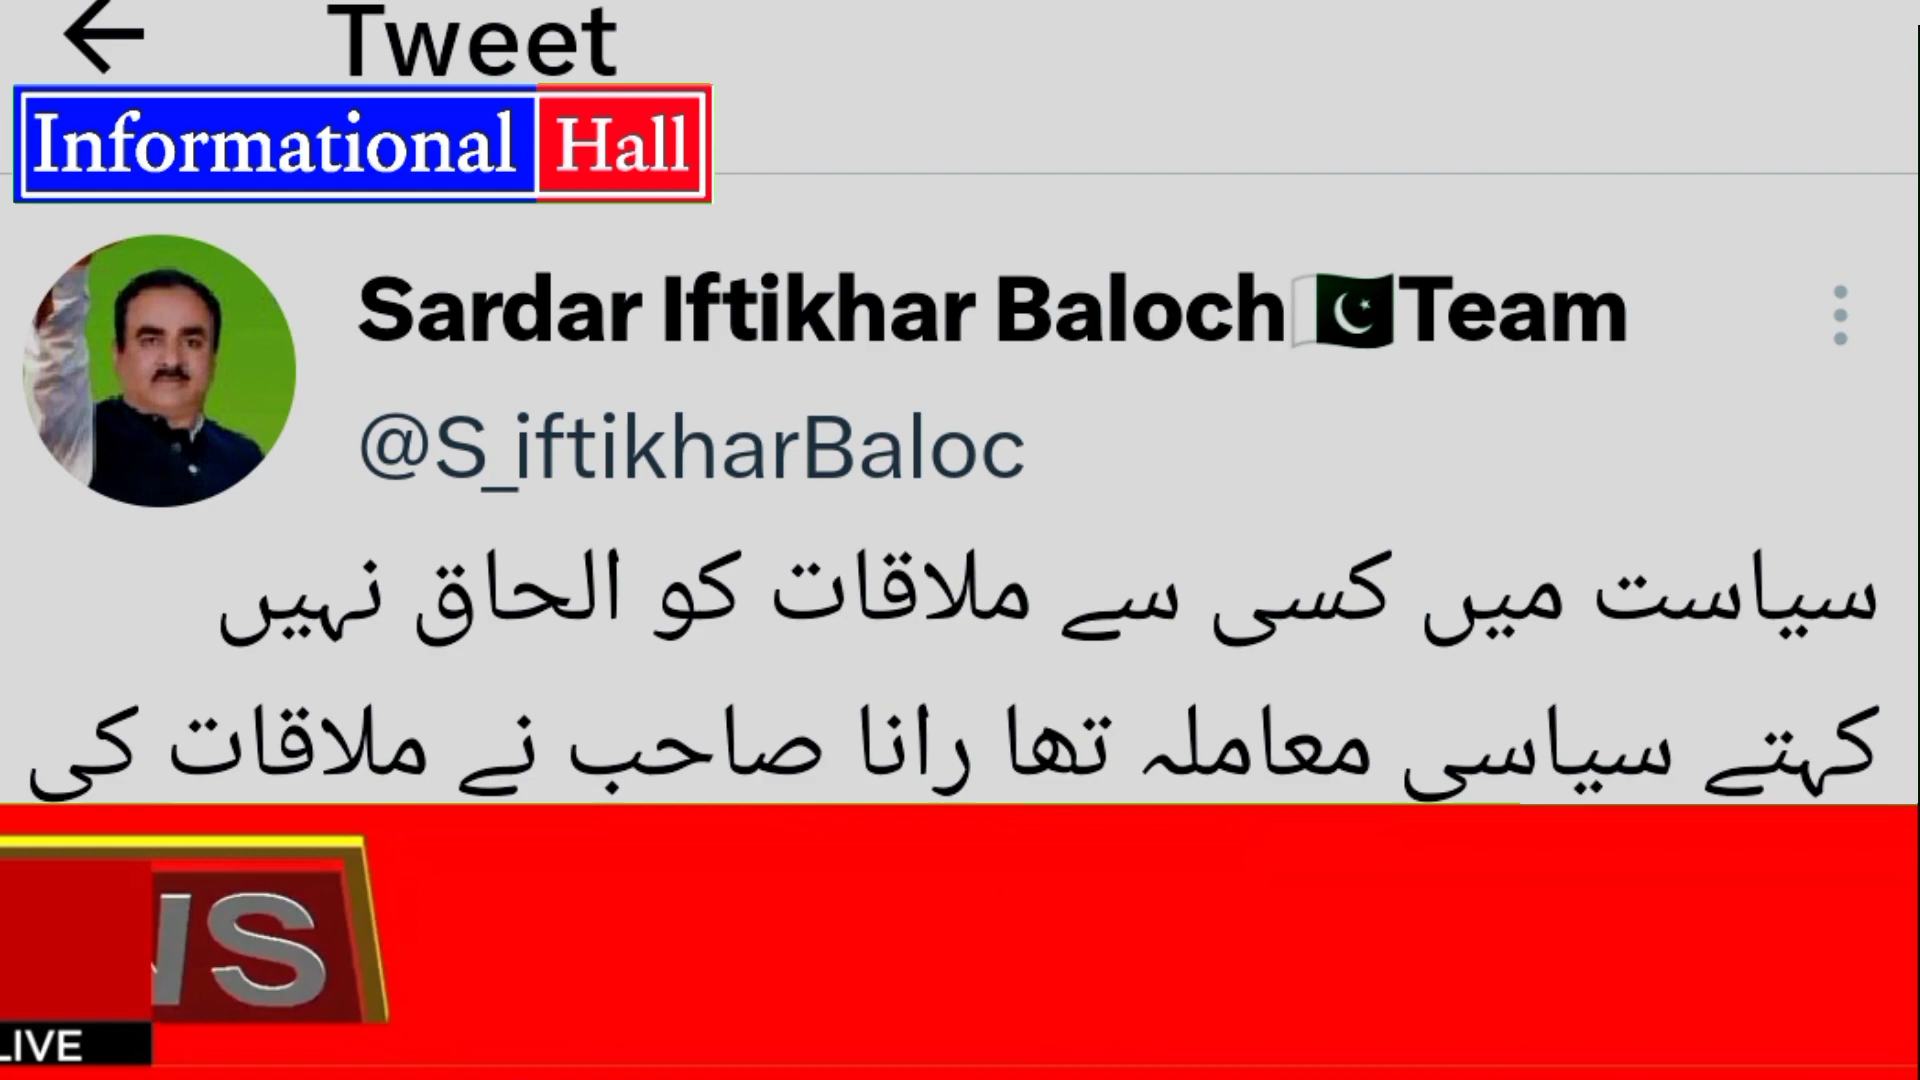 Tweet
Informational Hall
Sardar Iftikhar Baloch🇵🇰Team
@S_iftikharBaloc
سیاست میں کسی سے ملاقات کو الحاق نہیں
کہتے سیاسی معاملہ تھا رانا صاحب نے ملاقات کی
LIVE